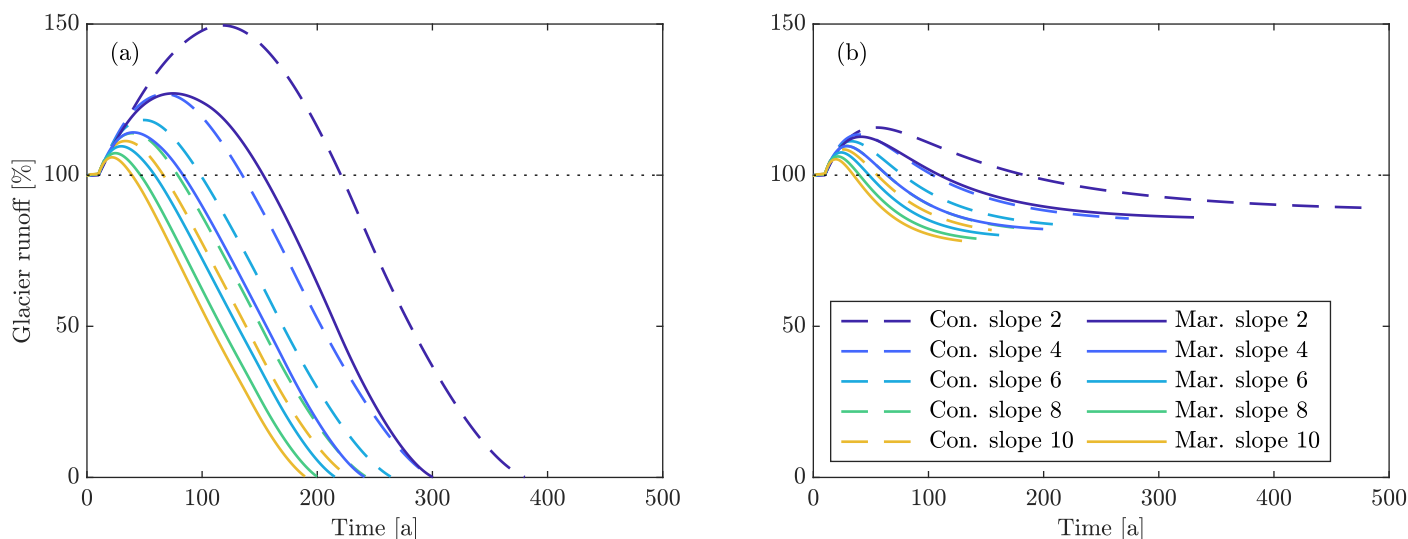 Glacier runoff [%]
150
100
50
0
(a)
0 100 200 300 400 500
Time [a]
150
100
50
0
(b)
Con. slope 2 Mar. slope 2
Con. slope 4 Mar. slope 4
Con. slope 6 Mar. slope 6
Con. slope 8 Mar. slope 8
Con. slope 10 Mar. slope 10
0 100 200 300 400 500
Time [a]